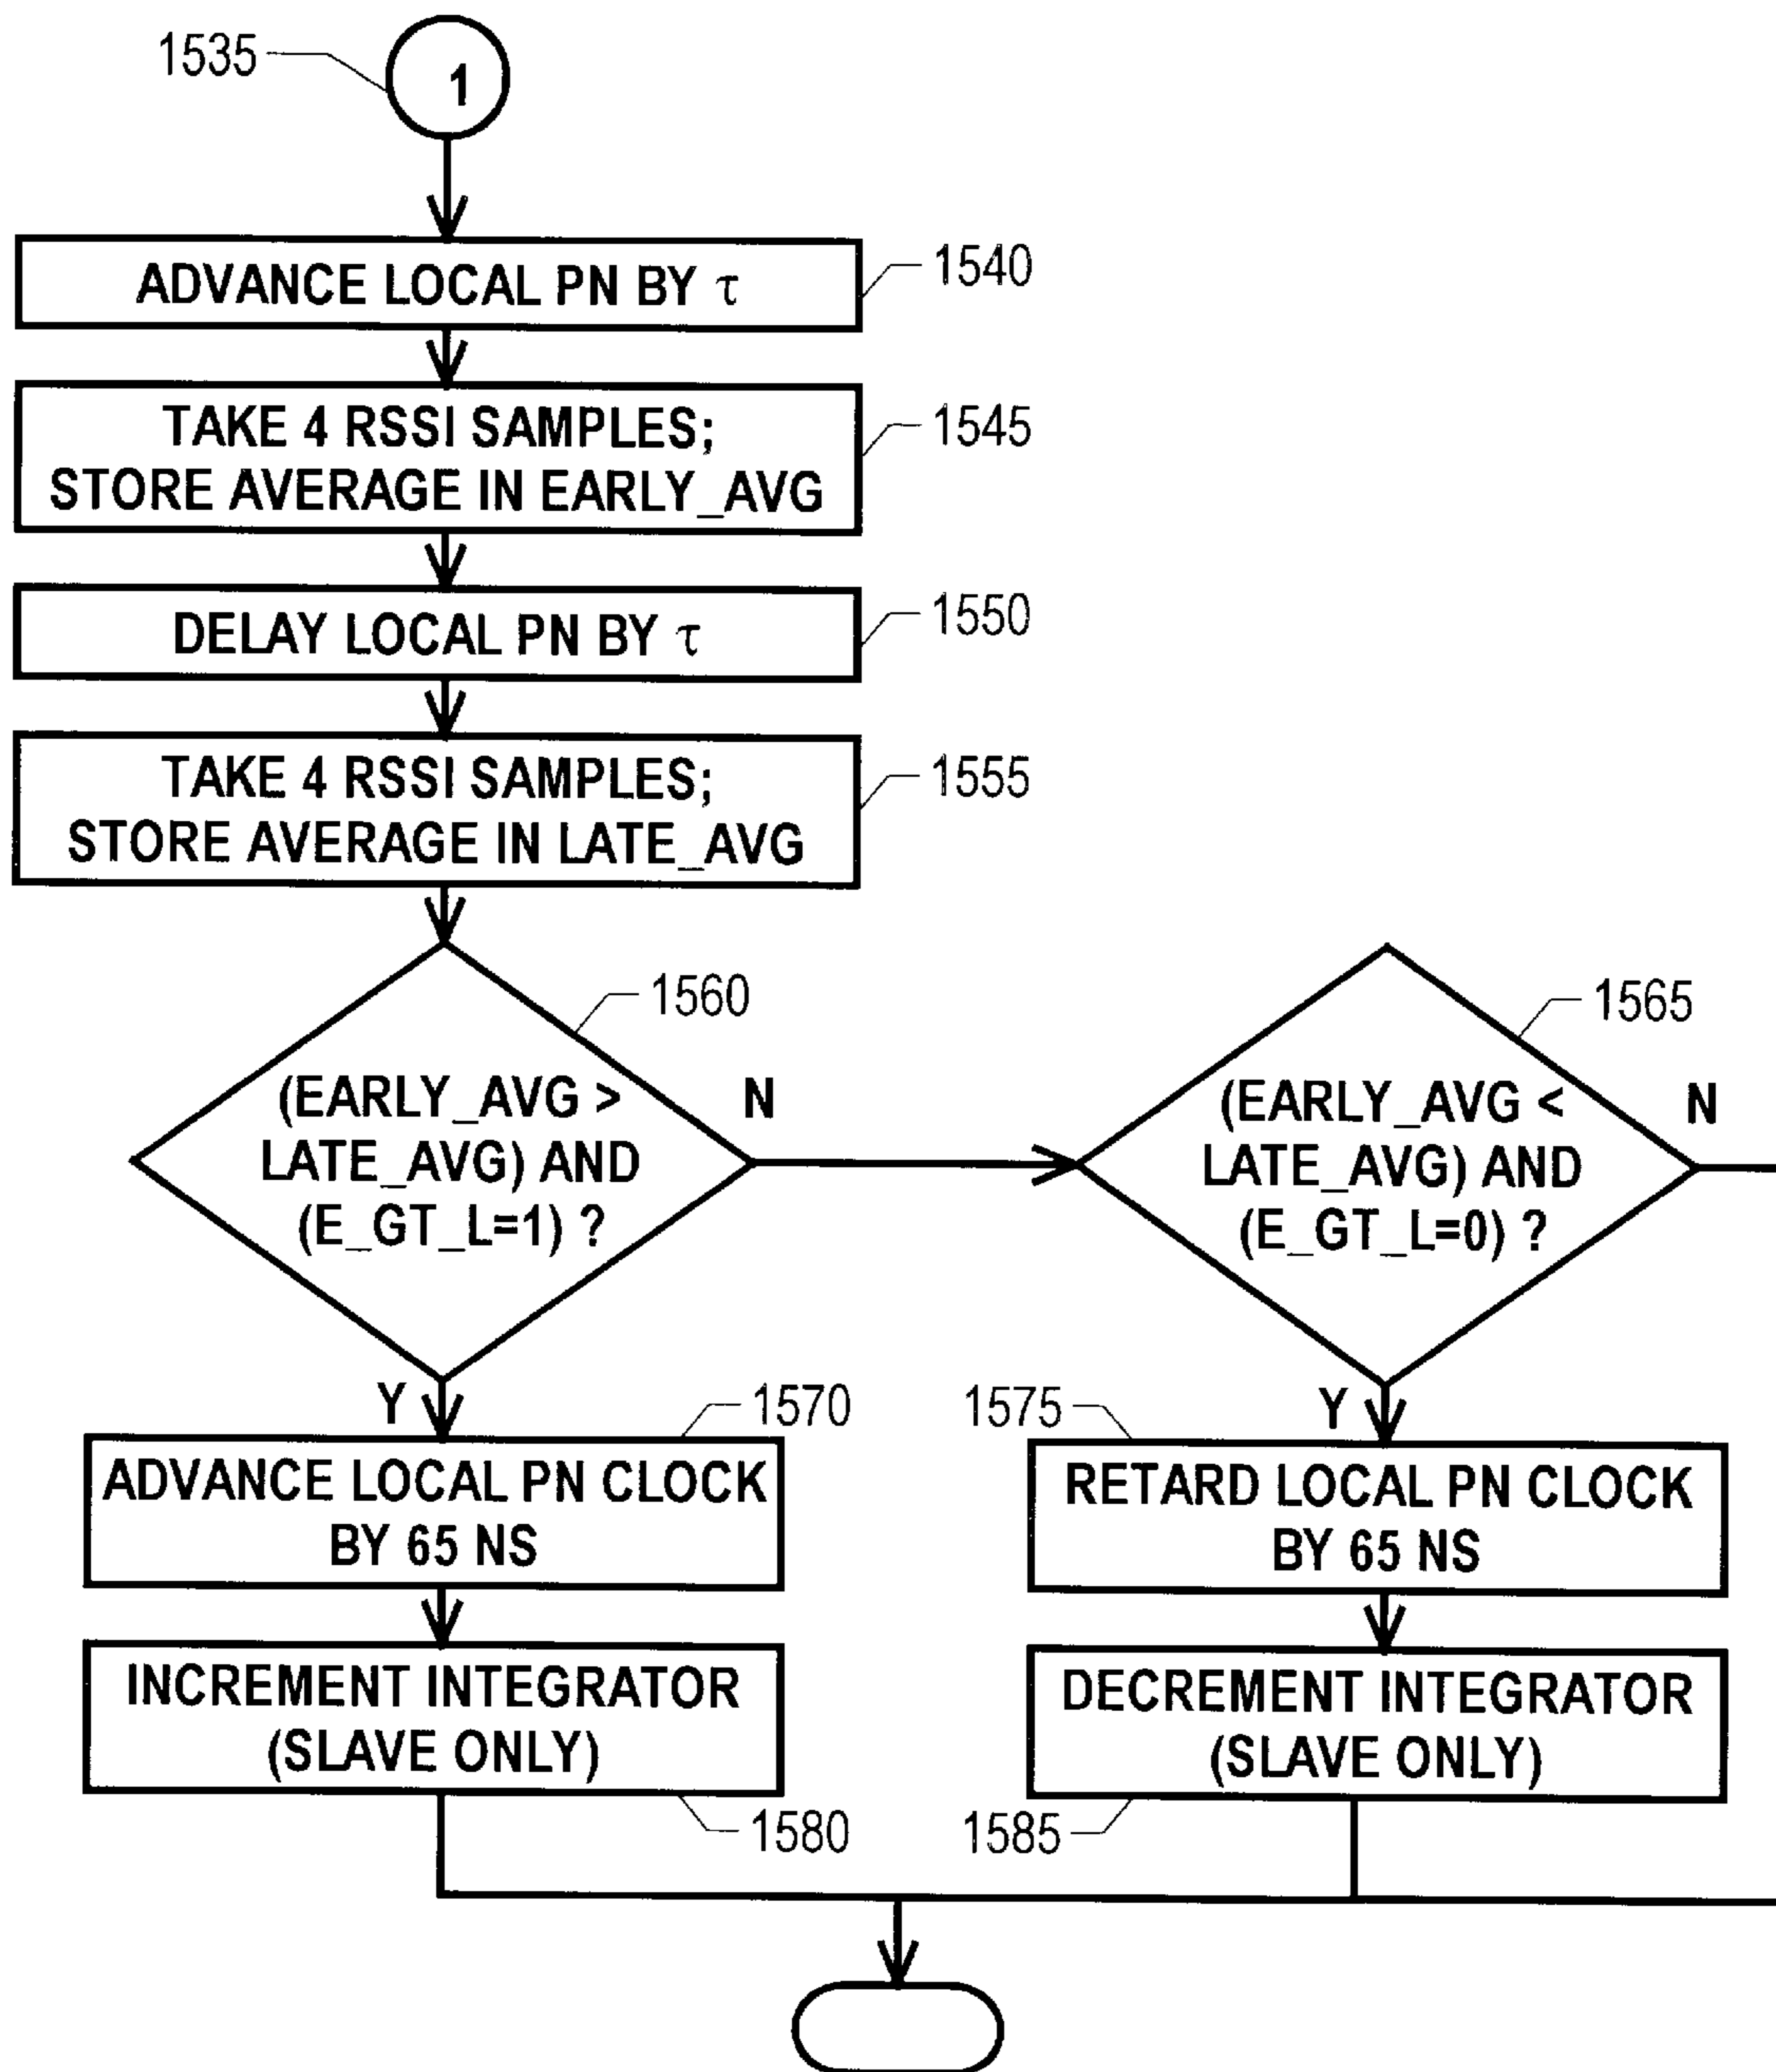 1535
1
ADVANCE LOCAL PN BY τ
1540
TAKE 4 RSSI SAMPLES;
STORE AVERAGE IN EARLY_AVG
1545
DELAY LOCAL PN BY τ
1550
TAKE 4 RSSI SAMPLES;
STORE AVERAGE IN LATE_AVG
1555
1560
(EARLY_AVG >
LATE_AVG) AND
(E_GT_L=1) ?
N
Y
1565
(EARLY_AVG <
LATE_AVG) AND
(E_GT_L=0) ?
N
Y
1570
ADVANCE LOCAL PN CLOCK
BY 65 NS
1575
RETARD LOCAL PN CLOCK
BY 65 NS
INCREMENT INTEGRATOR
(SLAVE ONLY)
1580
DECREMENT INTEGRATOR
(SLAVE ONLY)
1585